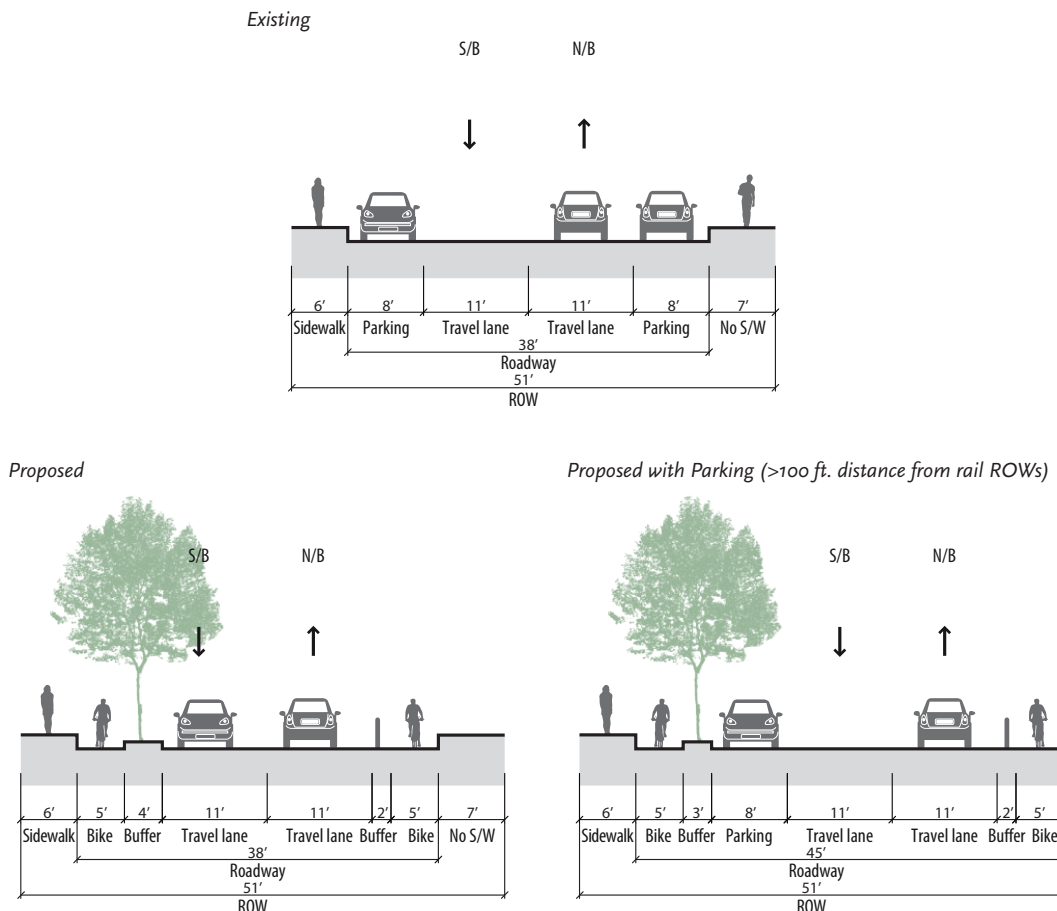 Existing
S/B N/B
6’ 8’ 11’ 11’ 8’ 7’
Sidewalk Parking Travel lane Travel lane Parking No S/W
38’
Roadway
51’
ROW
Proposed
S/B N/B
6’ 5’ 4’ 11’ 11’ 2’ 5’ 7’
Sidewalk Bike Buffer Travel lane Travel lane Buffer Bike No S/W
38’
Roadway
51’
ROW
Proposed with Parking (>100 ft. distance from rail ROWs)
S/B N/B
6’ 5’ 3’ 8’ 11’ 11’ 2’ 5’
Sidewalk Bike Buffer Parking Travel lane Travel lane Buffer Bike
45’
Roadway
51’
ROW